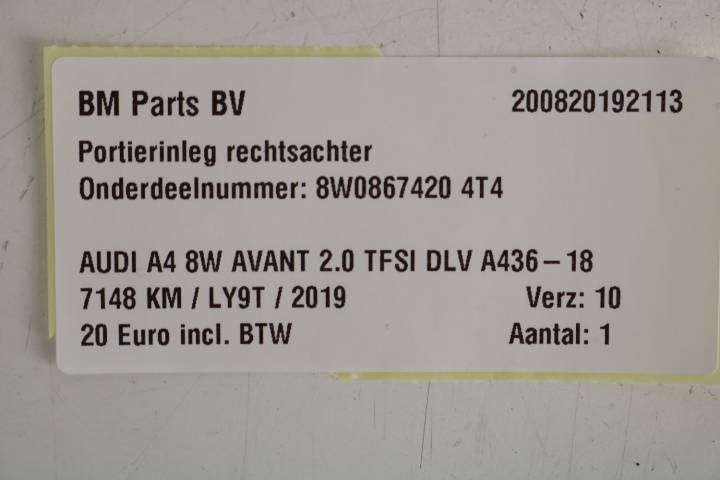 BM Parts BV 200820192113
Portierinleg rechtsachter
Onderdeelnummer: 8W0867420 4T4
AUDI A4 8W AVANT 2.0 TFSI DLV A436-18
7148 KM / LY9T / 2019 Verz: 10
20 Euro incl. BTW Aantal: 1